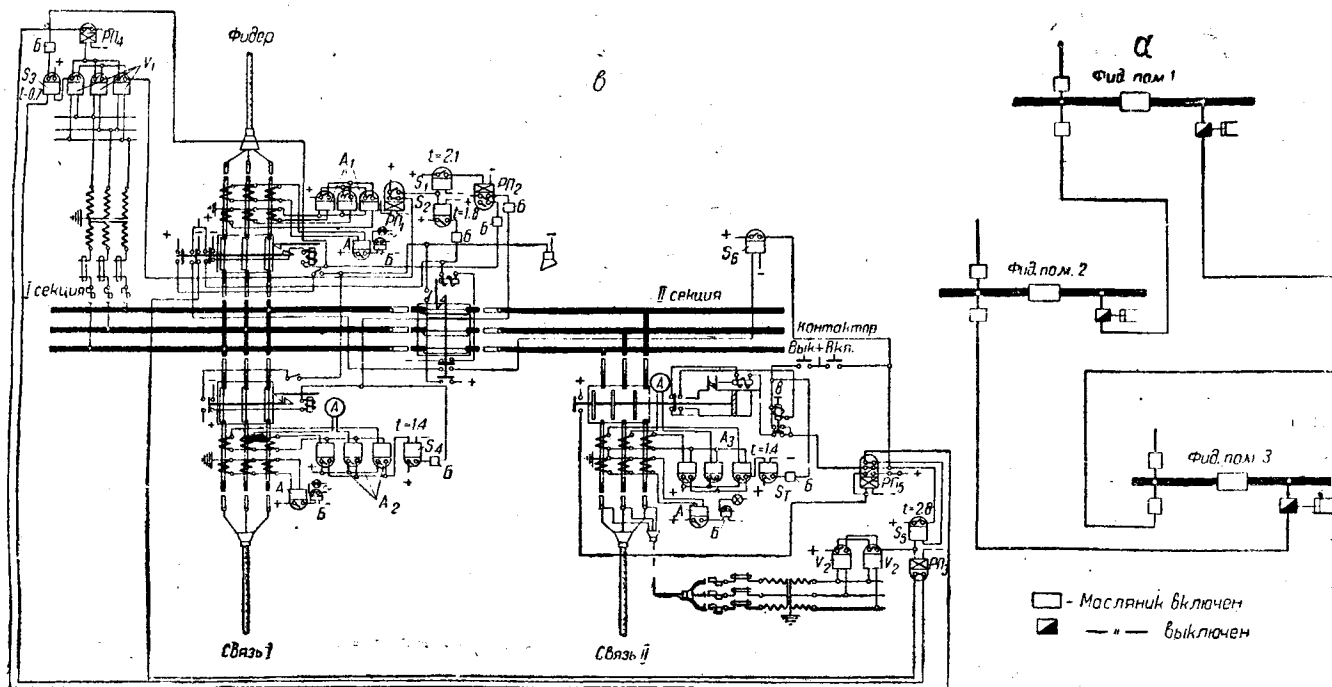 Фидер
в
а
РП4
Б
S3
t-0.7
V1
+
A1
t=2.1
S1
S2
t=1.8
РП2
Б
Б
РП1
А
Б
Б
S6
Фид. пом. 1
Фид. пом. 2
Фид. пом. 3
I секция
II секция
Контактор
Вык+Вкл.
А
А
t=1.4
S4
Б
А
Б
A2
A3
t=1.4
Sт
Б
А
Б
В
РП5
t=2.8
S5
V2
V2
РП3
Связь I
Связь II
- Масляник включен
— " — выключен